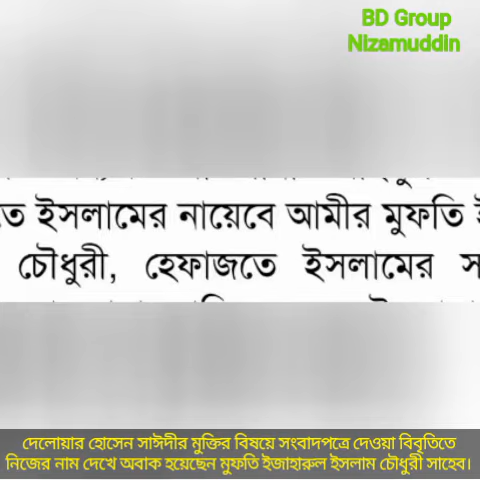 BD Group
Nizamuddin
ইসলামের নায়েবে আমীর মুফতি
চৌধুরী, হেফাজতে ইসলামের
দেলোয়ার হোসেন সাঈদীর মুক্তির বিষয়ে সংবাদপত্রে দেওয়া বিবৃতিতে
নিজের নাম দেখে অবাক হয়েছেন মুফতি ইজাহারুল ইসলাম চৌধুরী সাহেব।